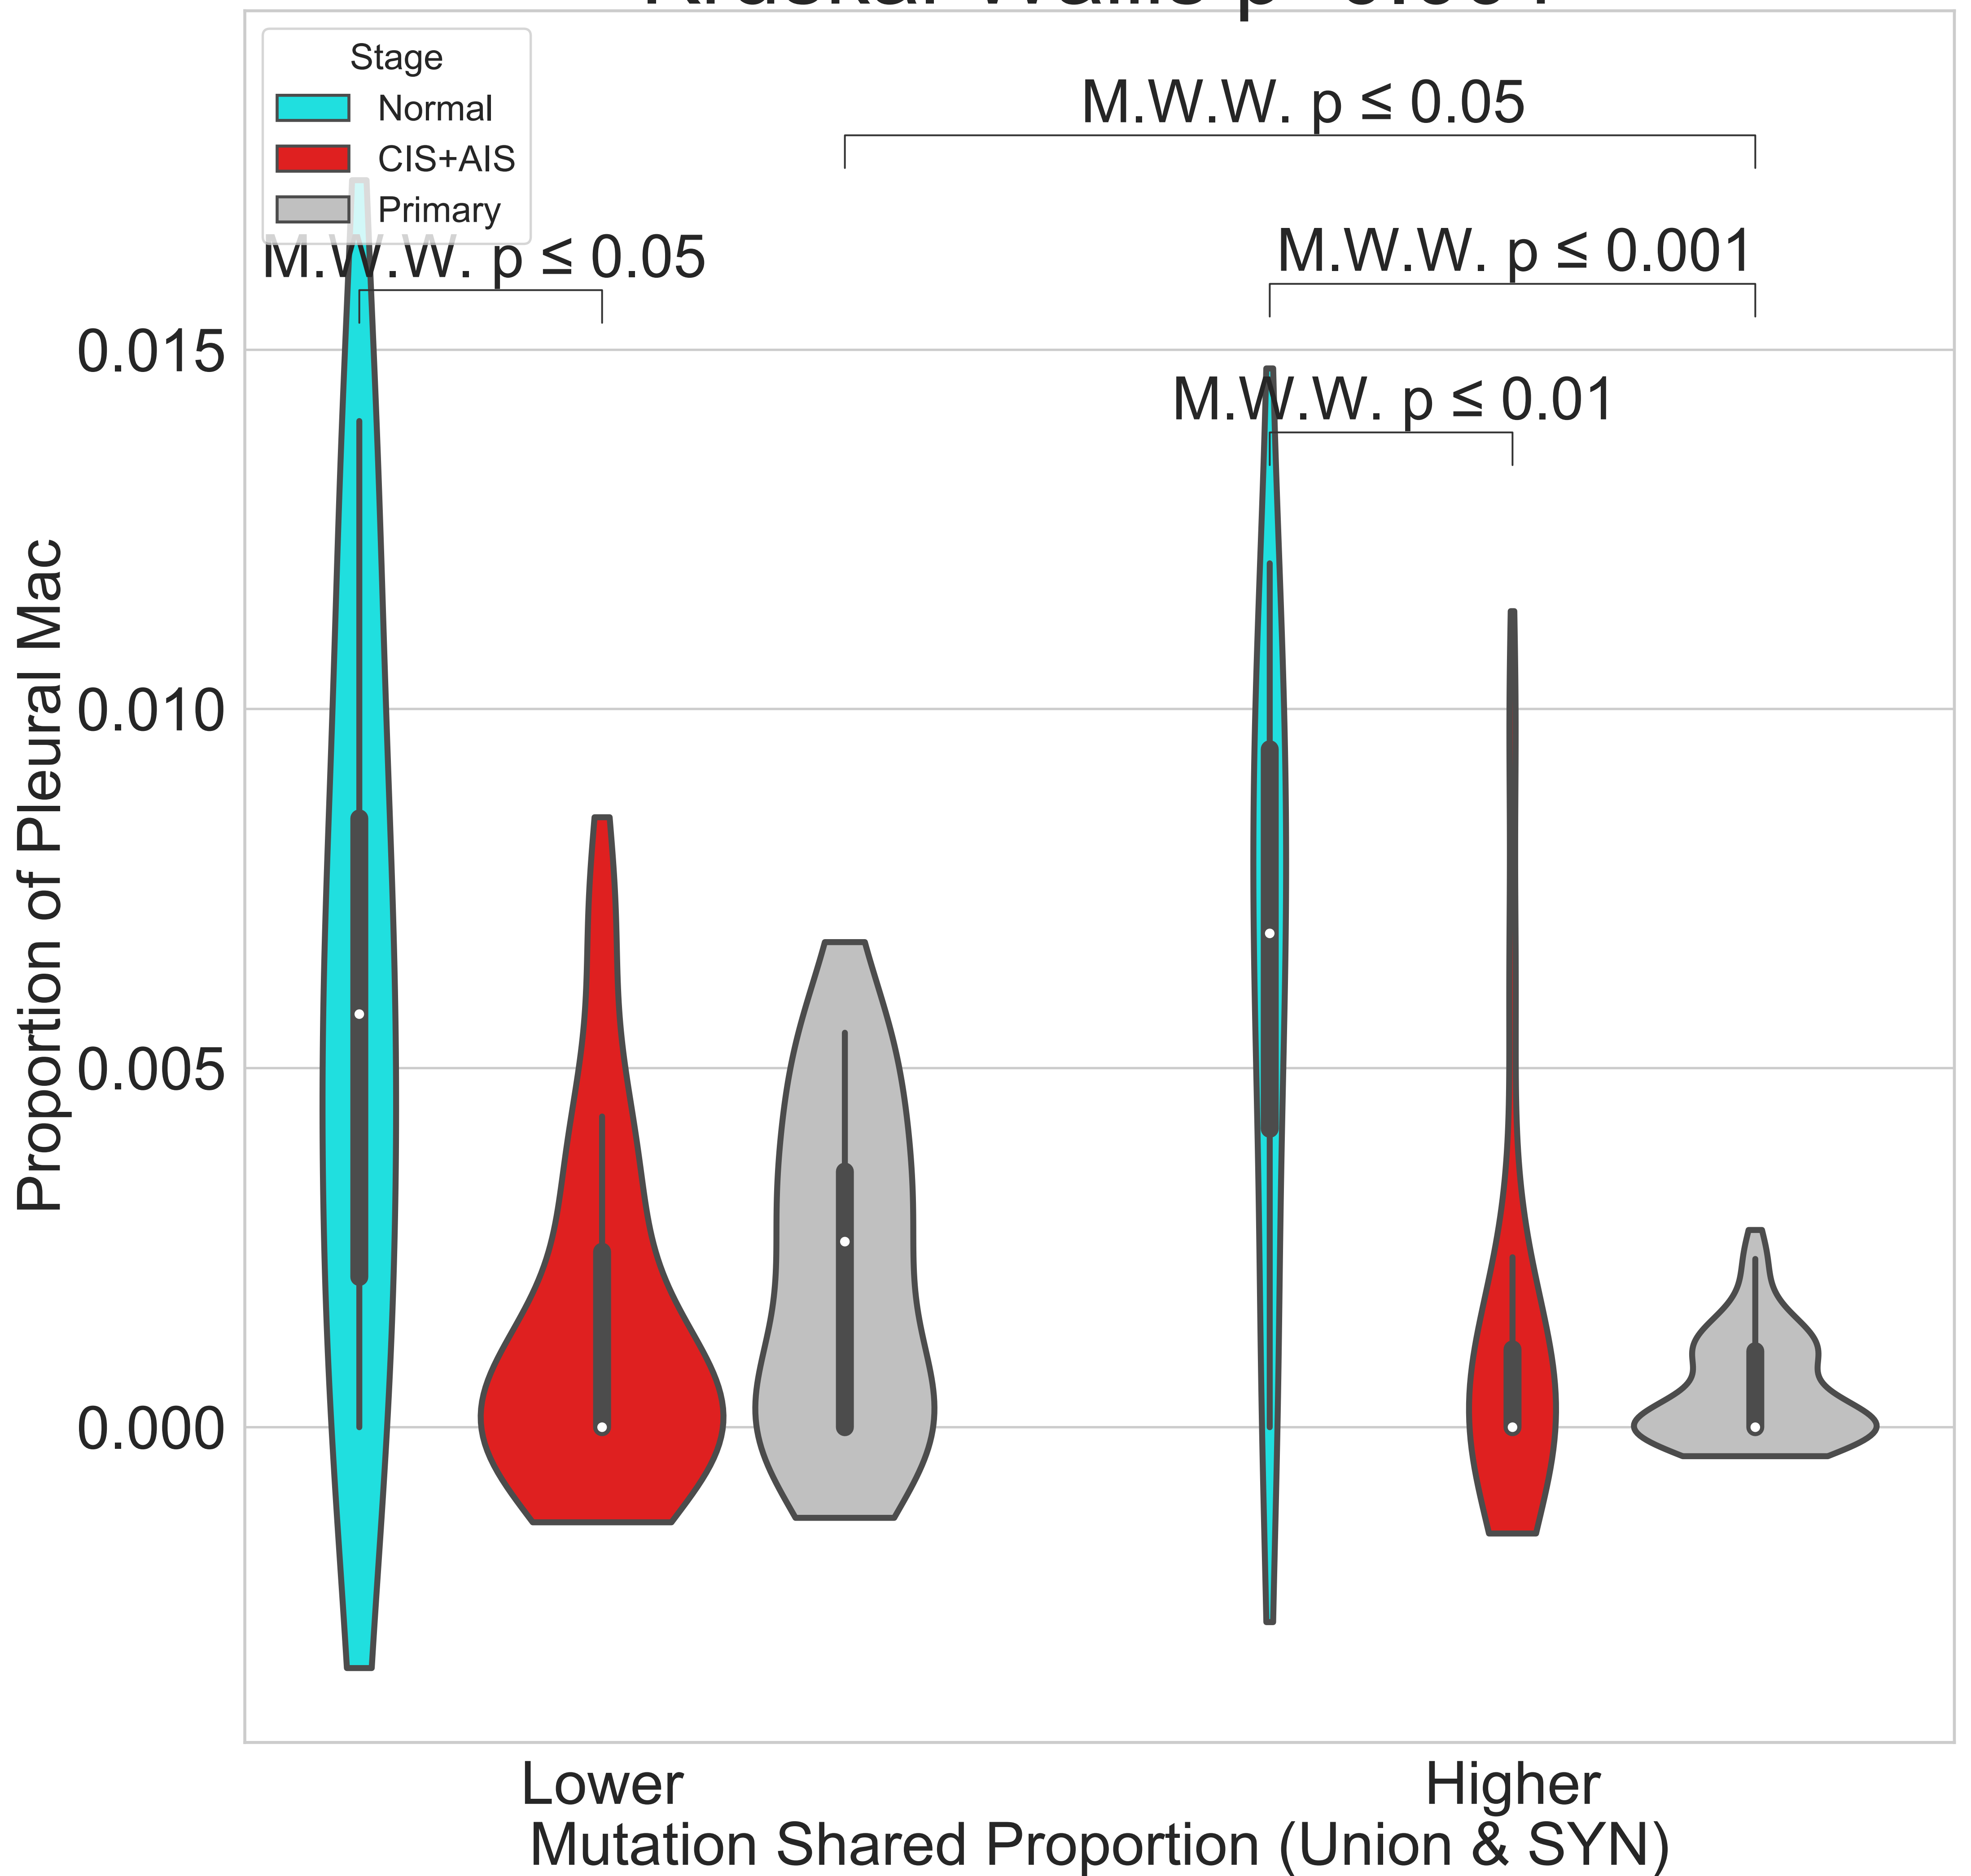 Stage
Normal
CIS+AIS
Primary
M.W.W. p ≤ 0.05
M.W.W. p ≤ 0.05
M.W.W. p ≤ 0.001
M.W.W. p ≤ 0.01
0.015
0.010
0.005
0.000
Proportion of Pleural Mac
Lower
Higher
Mutation Shared Proportion (Union & SYN)